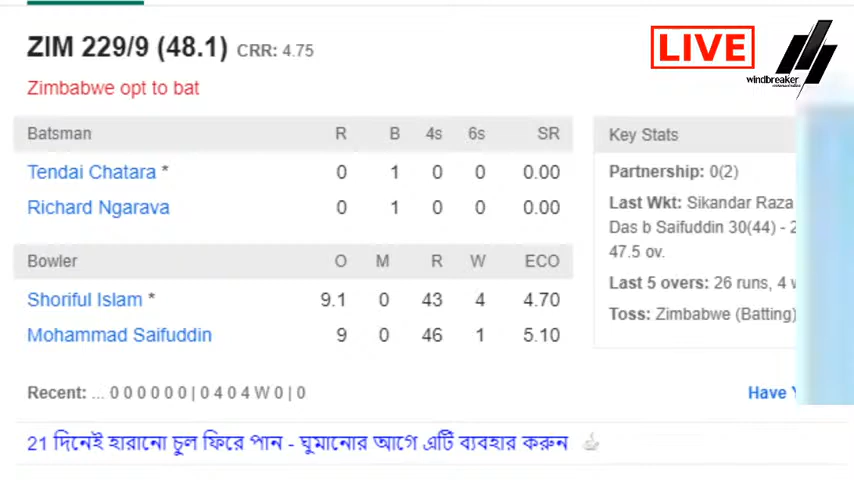 ZIM 229/9 (48.1) CRR: 4.75
LIVE
windbreaker
Zimbabwe opt to bat
Batsman R B 4s 6s SR
Tendai Chatara * 0 1 0 0 0.00
Richard Ngarava 0 1 0 0 0.00
Bowler O M R W ECO
Shoriful Islam * 9.1 0 43 4 4.70
Mohammad Saifuddin 9 0 46 1 5.10
Key Stats
Partnership: 0(2)
Last Wkt: Sikandar Raza
Das b Saifuddin 30(44) - 2
47.5 ov.
Last 5 overs: 26 runs, 4
Toss: Zimbabwe (Batting)
Recent: ... 0 0 0 0 0 0 | 0 4 0 4 W 0 | 0
Have
21 দিনেই হারানো চুল ফিরে পান - ঘুমানোর আগে এটি ব্যবহার করুন